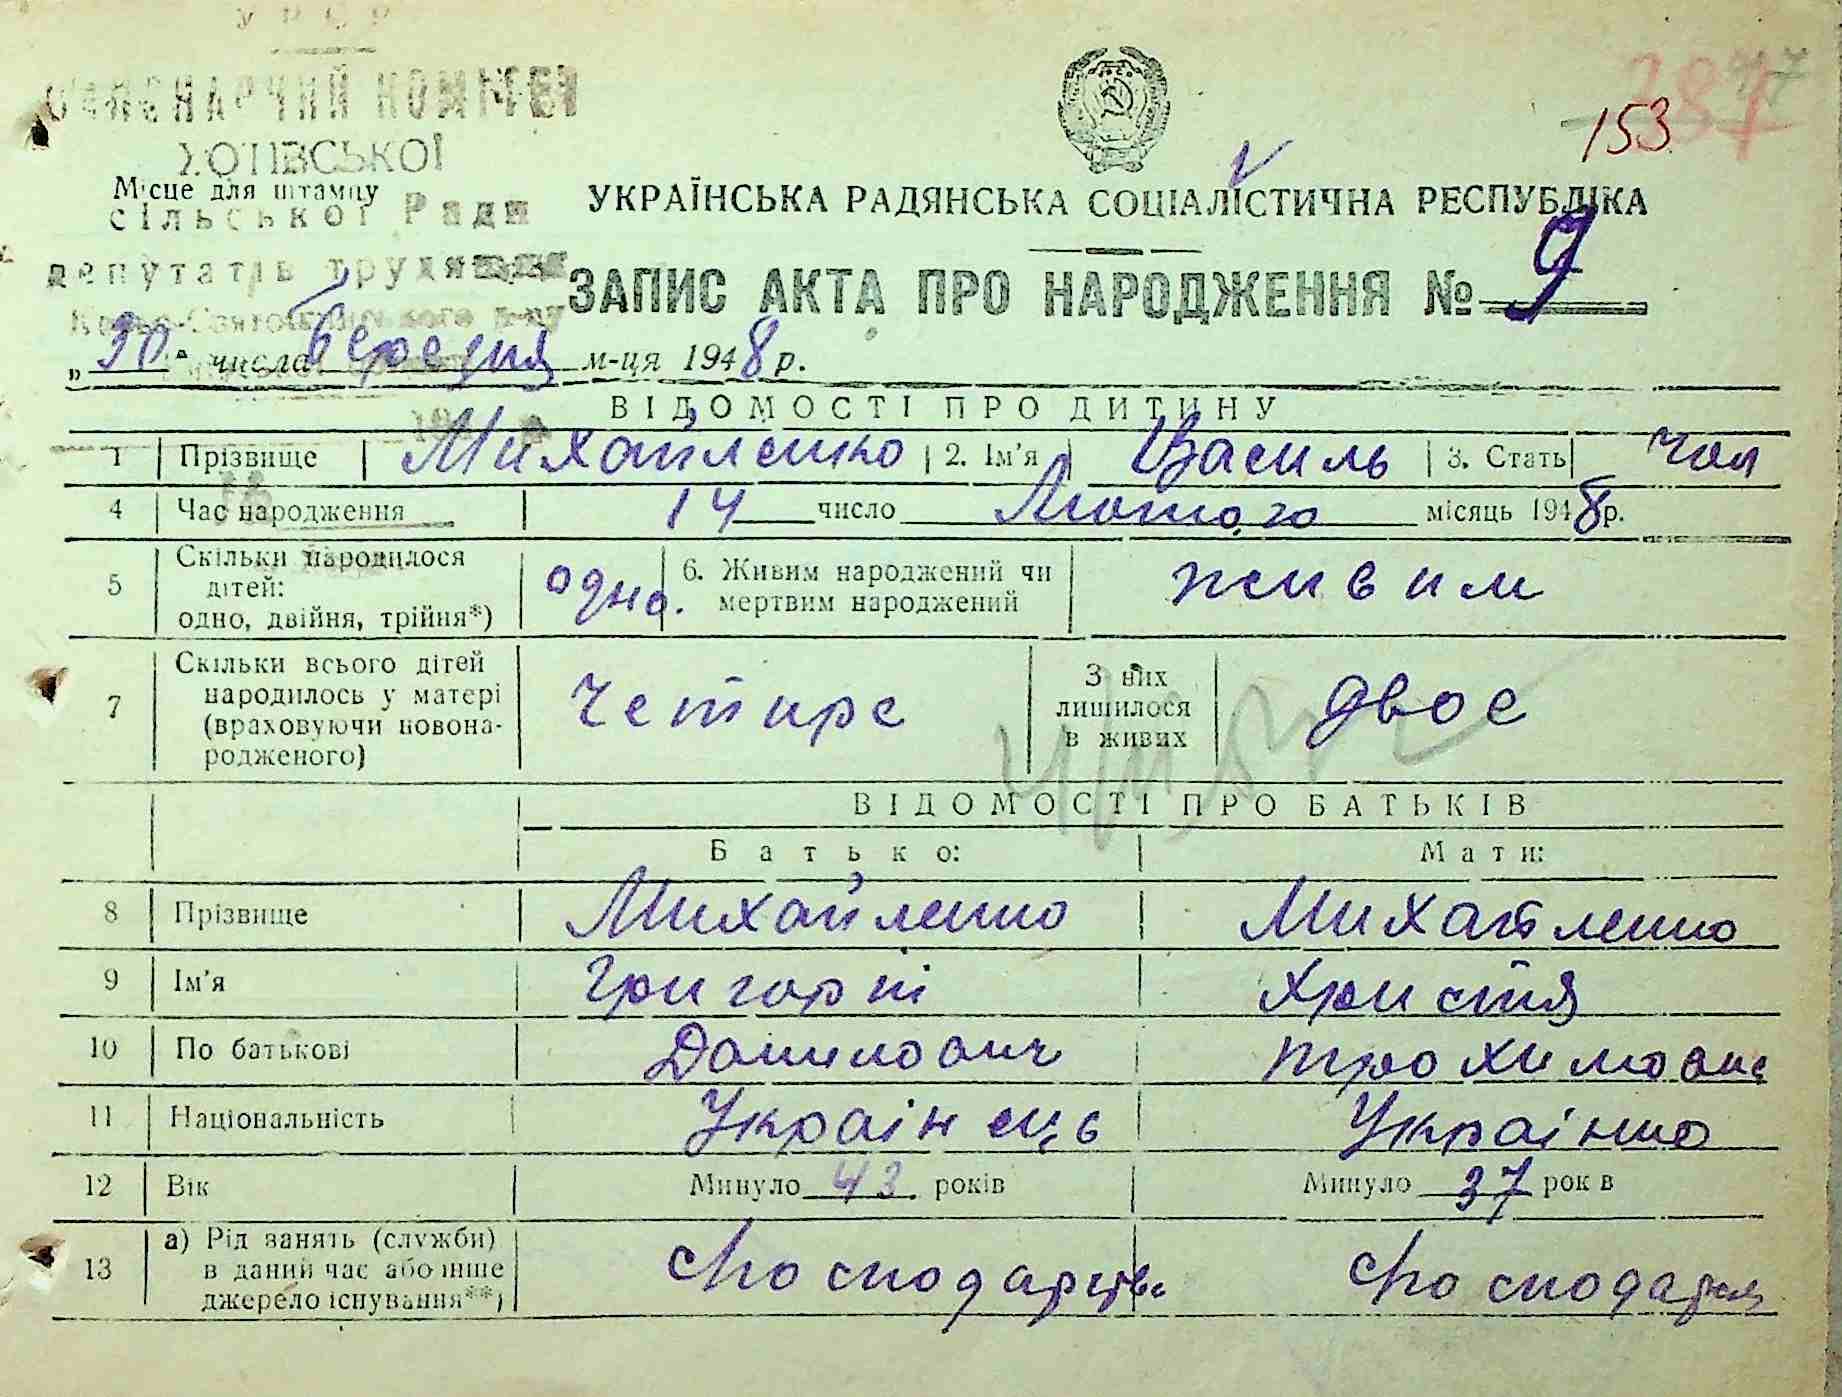 УРСР
ВИКОНАВЧИЙ КОМІТЕТ
ХОТІВСЬКОЇ
Місце для штампу
сільської Ради
депутатів трудящих
153
УКРАЇНСЬКА РАДЯНСЬКА СОЦІАЛІСТИЧНА РЕСПУБЛІКА
ЗАПИС АКТА ПРО НАРОДЖЕННЯ № 9
„30" числа березня м-ця 1948 р.
ВІДОМОСТІ ПРО ДИТИНУ
1 Прізвище Михайленко 2. Ім'я Василь 3. Стать чол
4 Час народження 14 число Лютого місяць 1948 р.
5 Скільки народилося дітей: одно, двійня, трійня*) одно. 6. Живим народжений чи мертвим народжений живим
7 Скільки всього дітей народилось у матері (враховуючи новонародженого) Четире З них лишилося в живих двое
ВІДОМОСТІ ПРО БАТЬКІВ
Батько: Мати:
8 Прізвище Михайленко Михайленко
9 Ім'я Григорій Христя
10 По батькові Данилович Трохимовна
11 Національність Українець Українка
12 Вік Минуло 43 років Минуло 37 років
13 а) Рід занять (служби) в даний час або інше джерело існування**)